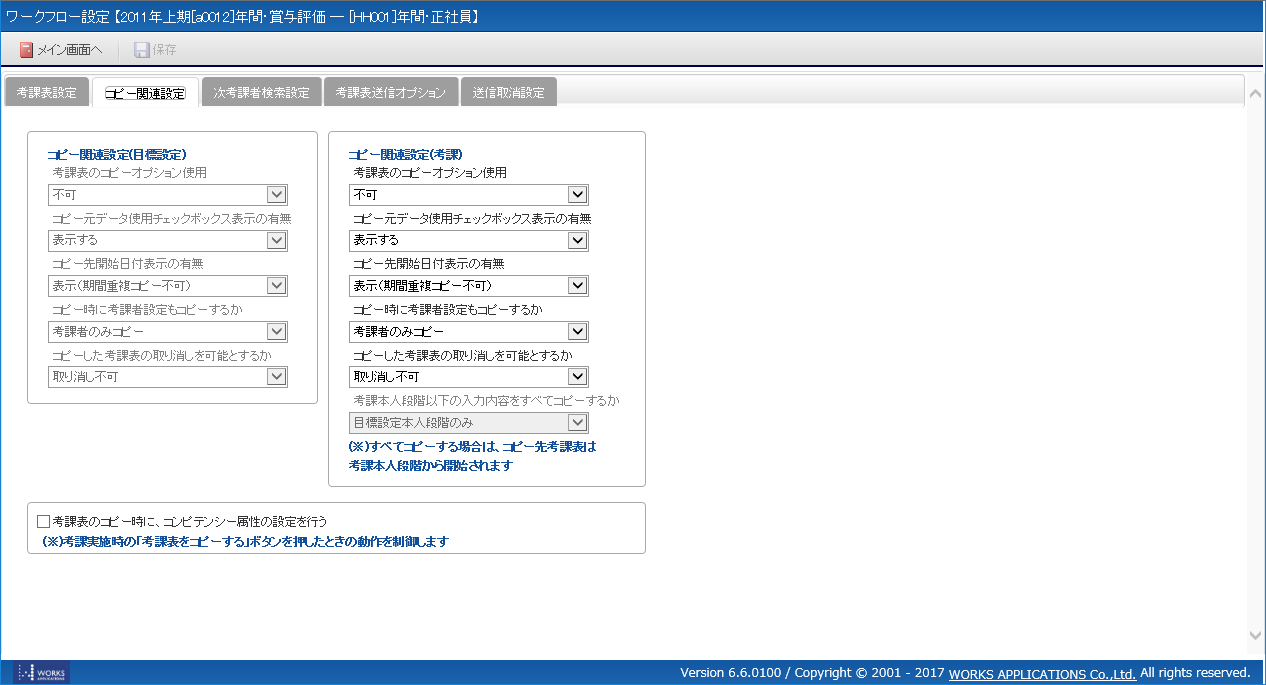 ワークフロー設定【2011年上期[a0012]年間・賞与評価 ― [HH001]年間・正社員】
メイン画面へ 保存
考課表設定 コピー関連設定 次考課者検索設定 考課表送信オプション 送信取消設定
コピー関連設定(目標設定)
考課表のコピーオプション使用
不可
コピー元データ使用チェックボックス表示の有無
表示する
コピー先開始日付表示の有無
表示(期間重複コピー不可)
コピー時に考課者設定もコピーするか
考課者のみコピー
コピーした考課表の取り消しを可能とするか
取り消し不可
コピー関連設定(考課)
考課表のコピーオプション使用
不可
コピー元データ使用チェックボックス表示の有無
表示する
コピー先開始日付表示の有無
表示(期間重複コピー不可)
コピー時に考課者設定もコピーするか
考課者のみコピー
コピーした考課表の取り消しを可能とするか
取り消し不可
考課本人段階以下の入力内容をすべてコピーするか
目標設定本人段階のみ
(※)すべてコピーする場合は、コピー先考課表は
考課本人段階から開始されます
考課表のコピー時に、コンピテンシー属性の設定を行う
(※)考課実施時の「考課表をコピーする」ボタンを押したときの動作を制御します
WORKS
APPLICATIONS
Version 6.6.0100 / Copyright © 2001 - 2017 WORKS APPLICATIONS Co.,Ltd. All rights reserved.